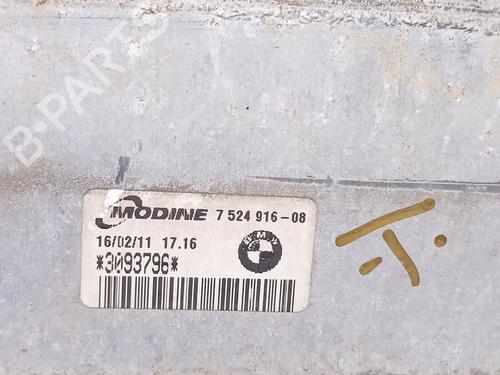 B-PARTS
MODINE 7 524 916-08
16/02/11 17.16
BMW
*3093796*